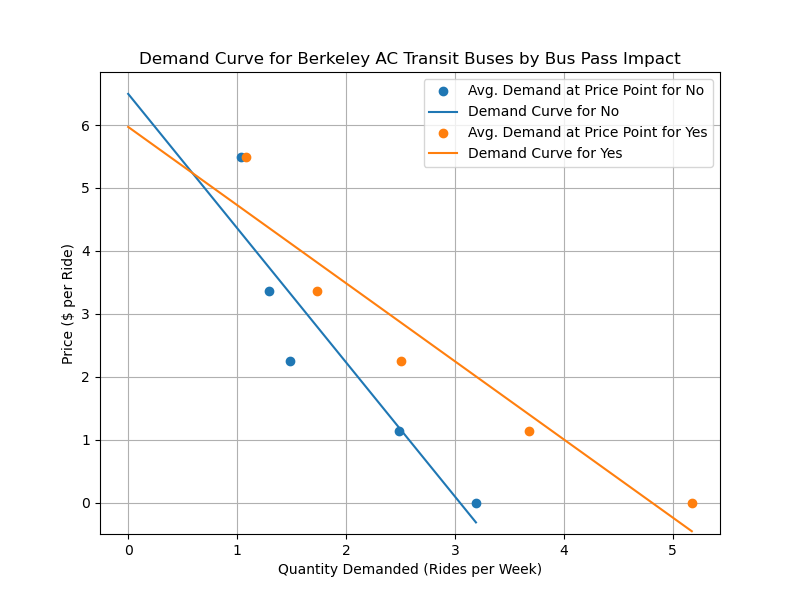 Demand Curve for Berkeley AC Transit Buses by Bus Pass Impact
Avg. Demand at Price Point for No
Demand Curve for No
Avg. Demand at Price Point for Yes
Demand Curve for Yes
Price ($ per Ride)
6
5
4
3
2
1
0
0 1 2 3 4 5
Quantity Demanded (Rides per Week)